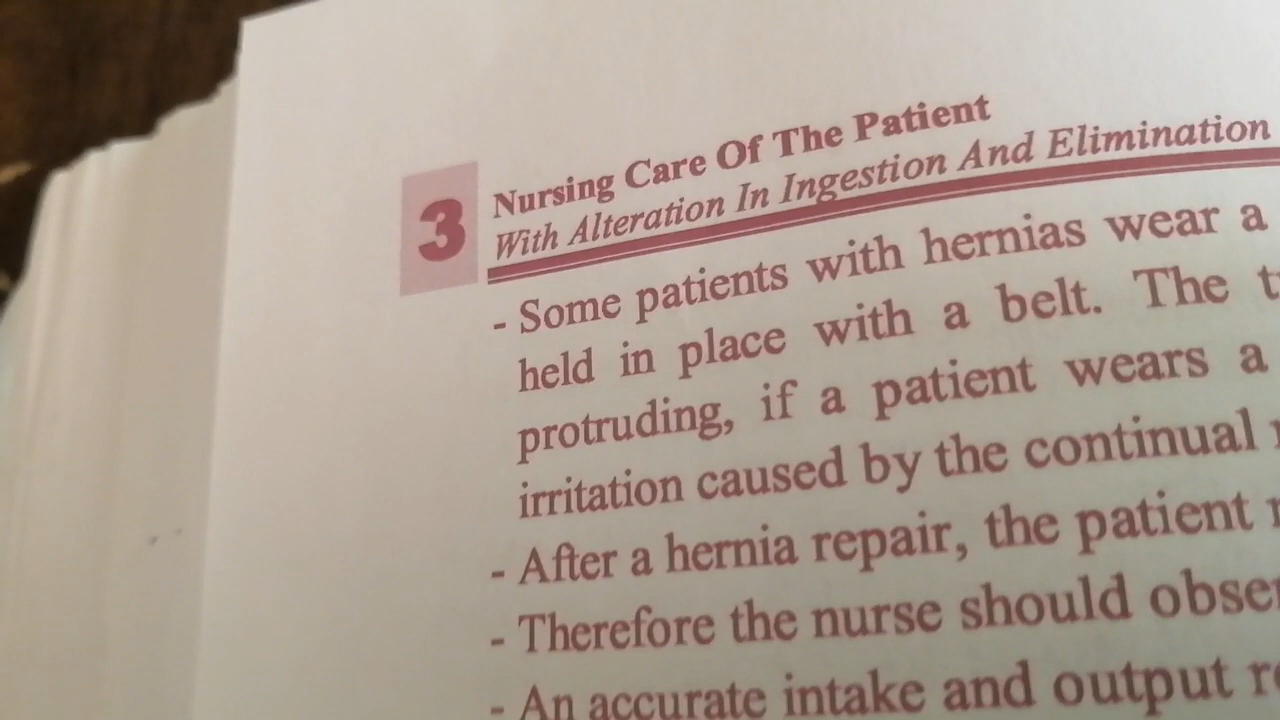 3
Nursing Care Of The Patient
With Alteration In Ingestion And Elimination
- Some patients with hernias wear a
held in place with a belt. The
protruding, if a patient wears a
irritation caused by the continual
- After a hernia repair, the patient
- Therefore the nurse should
- An accurate intake and output